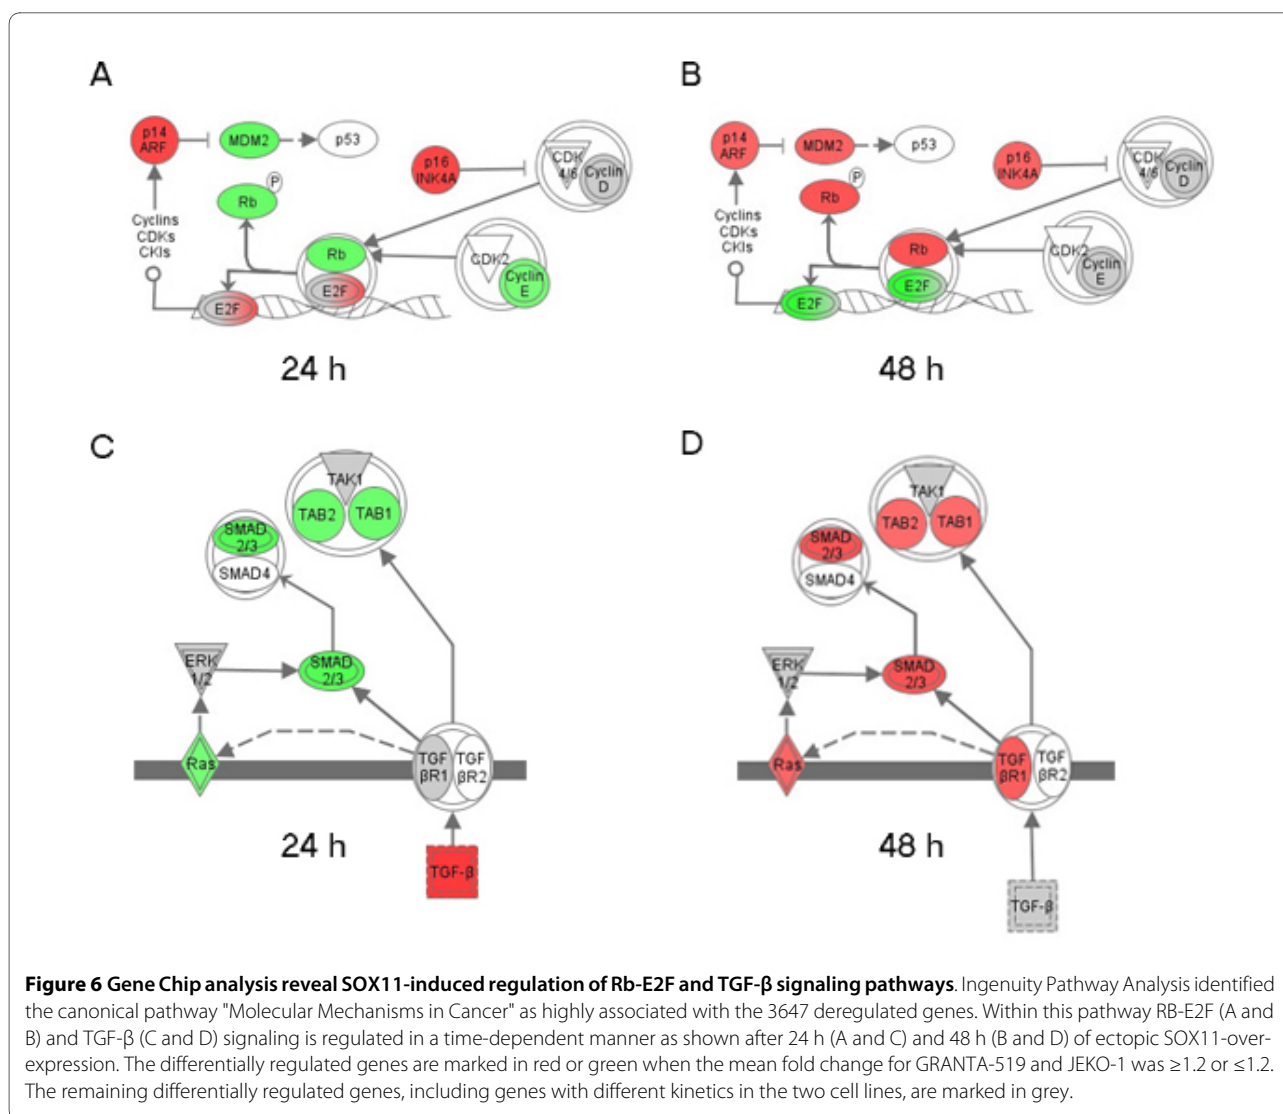 A
p14
ARF
MDM2
p53
p16
INK4A
CDK
4/6
Cyclin
D
P
Rb
Cyclins
CDKs
CKIs
Rb
CDK2
Cyclin
E
E2F
E2F
24 h
B
p14
ARF
MDM2
p53
p16
INK4A
CDK
4/6
Cyclin
D
P
Rb
Cyclins
CDKs
CKIs
Rb
CDK2
Cyclin
E
E2F
E2F
48 h
C
TAK1
TAB2 TAB1
SMAD
2/3
SMAD4
ERK
1/2
SMAD
2/3
Ras
TGF
βR1
TGF
βR2
24 h
TGF-β
D
TAK1
TAB2 TAB1
SMAD
2/3
SMAD4
ERK
1/2
SMAD
2/3
Ras
TGF
βR1
TGF
βR2
48 h
TGF-β
Figure 6 Gene Chip analysis reveal SOX11-induced regulation of Rb-E2F and TGF-β signaling pathways. Ingenuity Pathway Analysis identified
the canonical pathway "Molecular Mechanisms in Cancer" as highly associated with the 3647 deregulated genes. Within this pathway RB-E2F (A and
B) and TGF-β (C and D) signaling is regulated in a time-dependent manner as shown after 24 h (A and C) and 48 h (B and D) of ectopic SOX11-over-
expression. The differentially regulated genes are marked in red or green when the mean fold change for GRANTA-519 and JEKO-1 was ≥1.2 or ≤1.2.
The remaining differentially regulated genes, including genes with different kinetics in the two cell lines, are marked in grey.